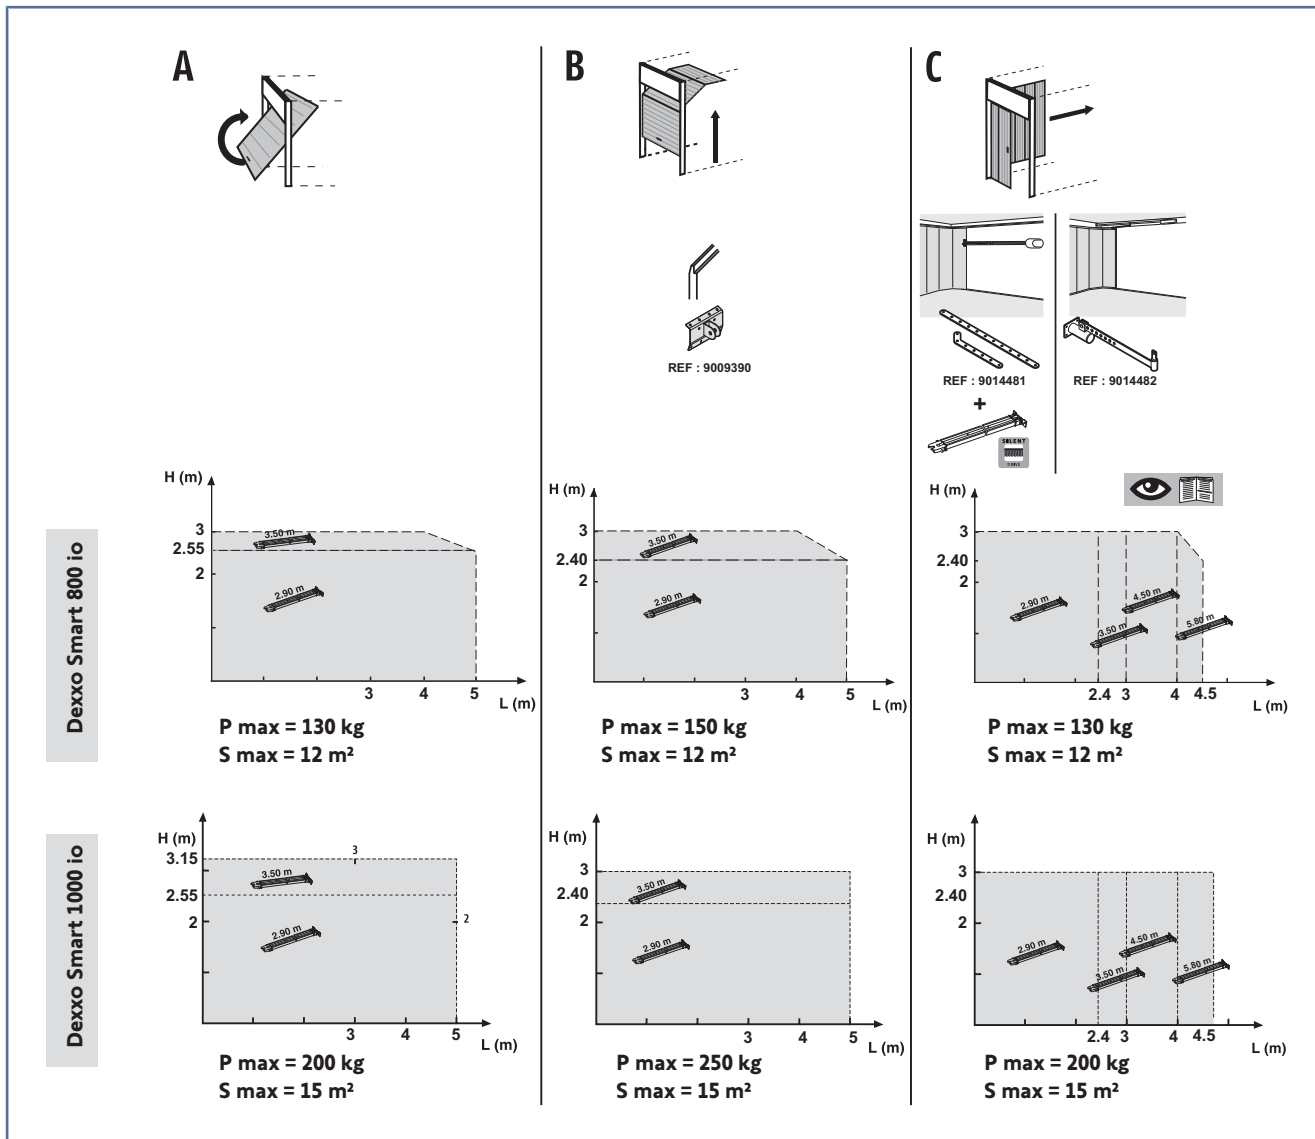 A
B
C
REF : 9009390
REF : 9014481
REF : 9014482
+
SILENT
DRIVE
Dexxo Smart 800 io
H (m)
3
2.55
2
3.50 m
2.90 m
3 4 5
L (m)
P max = 130 kg
S max = 12 m²
H (m)
3
2.40
2
3.50 m
2.90 m
3 4 5
L (m)
P max = 150 kg
S max = 12 m²
H (m)
3
2.40
2
2.90 m
3.50 m
4.50 m
5.80 m
2.4 3 4 4.5
L (m)
P max = 130 kg
S max = 12 m²
Dexxo Smart 1000 io
H (m)
3.15
2.55
2
3
2
3.50 m
2.90 m
3 4 5
L (m)
P max = 200 kg
S max = 15 m²
H (m)
3
2.40
2
3.50 m
2.90 m
3 4 5
L (m)
P max = 250 kg
S max = 15 m²
H (m)
3
2.40
2
2.90 m
3.50 m
4.50 m
5.80 m
2.4 3 4 4.5
L (m)
P max = 200 kg
S max = 15 m²